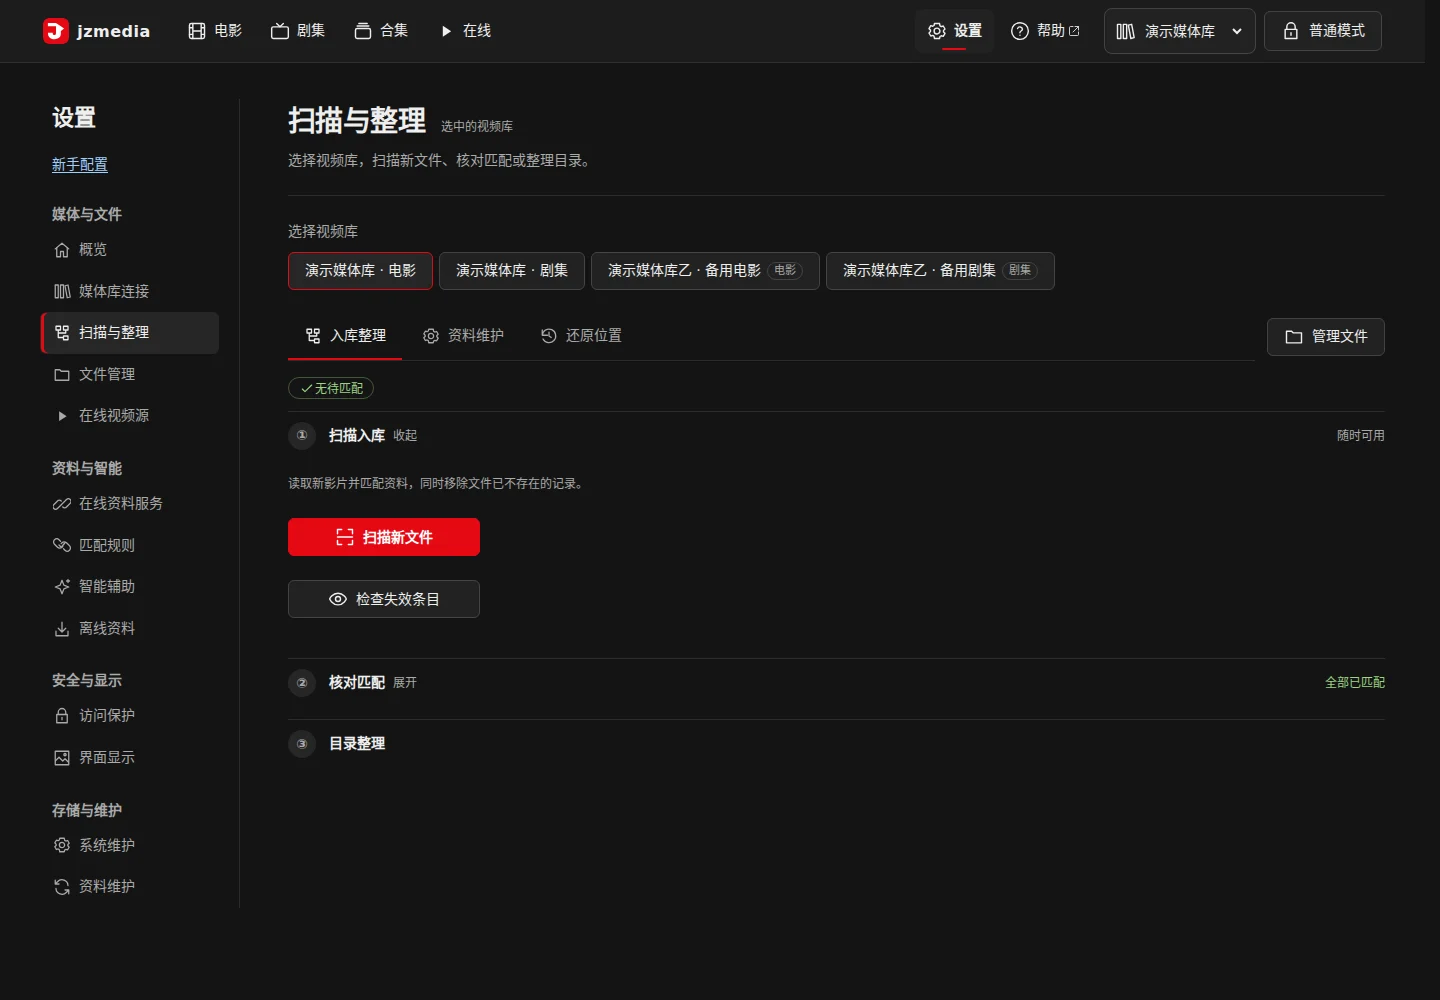 jzmedia 电影 剧集 合集 在线 设置 帮助 演示媒体库 普通模式
设置
新手配置
媒体与文件
概览
媒体库连接
扫描与整理
文件管理
在线视频源
资料与智能
在线资料服务
匹配规则
智能辅助
离线资料
安全与显示
访问保护
界面显示
存储与维护
系统维护
资料维护
扫描与整理 选中的视频库
选择视频库，扫描新文件、核对匹配或整理目录。
选择视频库
演示媒体库 · 电影 演示媒体库 · 剧集 演示媒体库乙 · 备用电影 电影 演示媒体库乙 · 备用剧集 剧集
入库整理 资料维护 还原位置 管理文件
无待匹配
① 扫描入库 收起 随时可用
读取新影片并匹配资料，同时移除文件已不存在的记录。
扫描新文件
检查失效条目
② 核对匹配 展开 全部已匹配
③ 目录整理